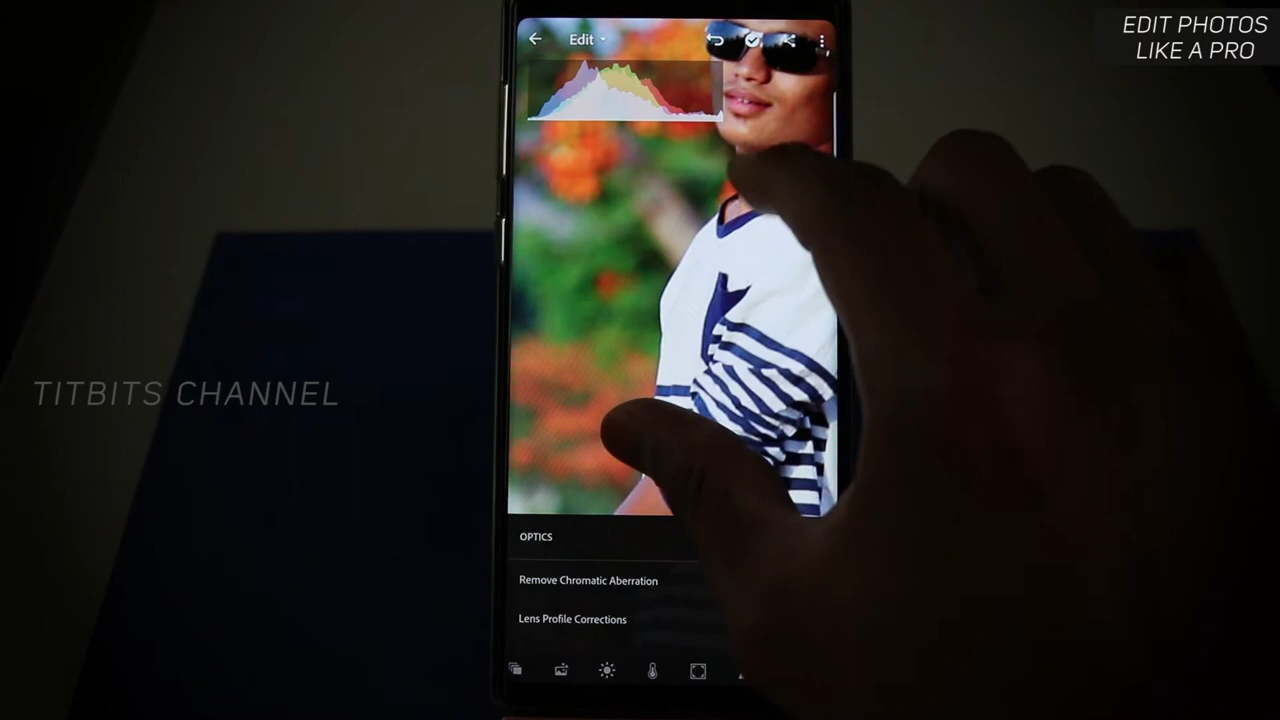 EDIT PHOTOS
LIKE A PRO
Edit
TITBITS CHANNEL
OPTICS
Remove Chromatic Aberration
Lens Profile Corrections